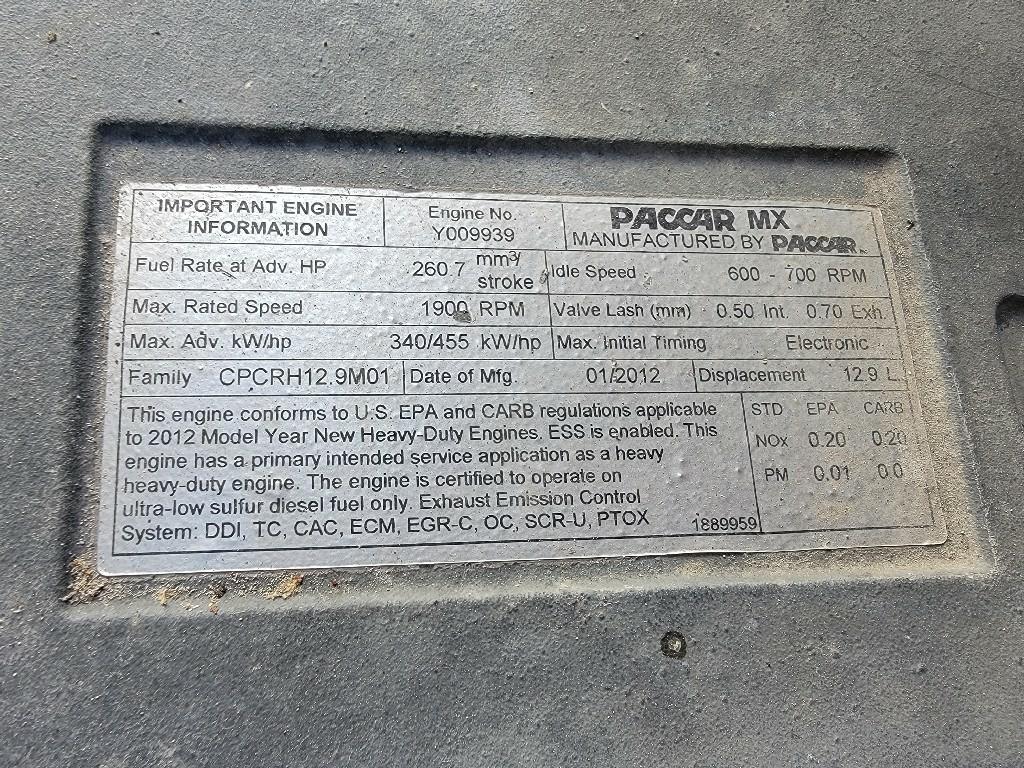 IMPORTANT ENGINE
INFORMATION
Engine No.
Y009939
PACCAR MX
MANUFACTURED BY PACCAR
Fuel Rate at Adv. HP 260.7 mm3/
stroke
Idle Speed 600 - 700 RPM
Max. Rated Speed 1900 RPM
Valve Lash (mm) 0.50 Int. 0.70 Exh.
Max. Adv. kW/hp 340/455 kW/hp
Max. Initial Timing Electronic
Family CPCRH12.9M01
Date of Mfg. 01/2012
Displacement 12.9 L
This engine conforms to U.S. EPA and CARB regulations applicable
to 2012 Model Year New Heavy-Duty Engines. ESS is enabled. This
engine has a primary intended service application as a heavy
heavy-duty engine. The engine is certified to operate on
ultra-low sulfur diesel fuel only. Exhaust Emission Control
System: DDI, TC, CAC, ECM, EGR-C, OC, SCR-U, PTOX
1889959
STD EPA CARB
NOx 0.20 0.20
PM 0.01 0.0